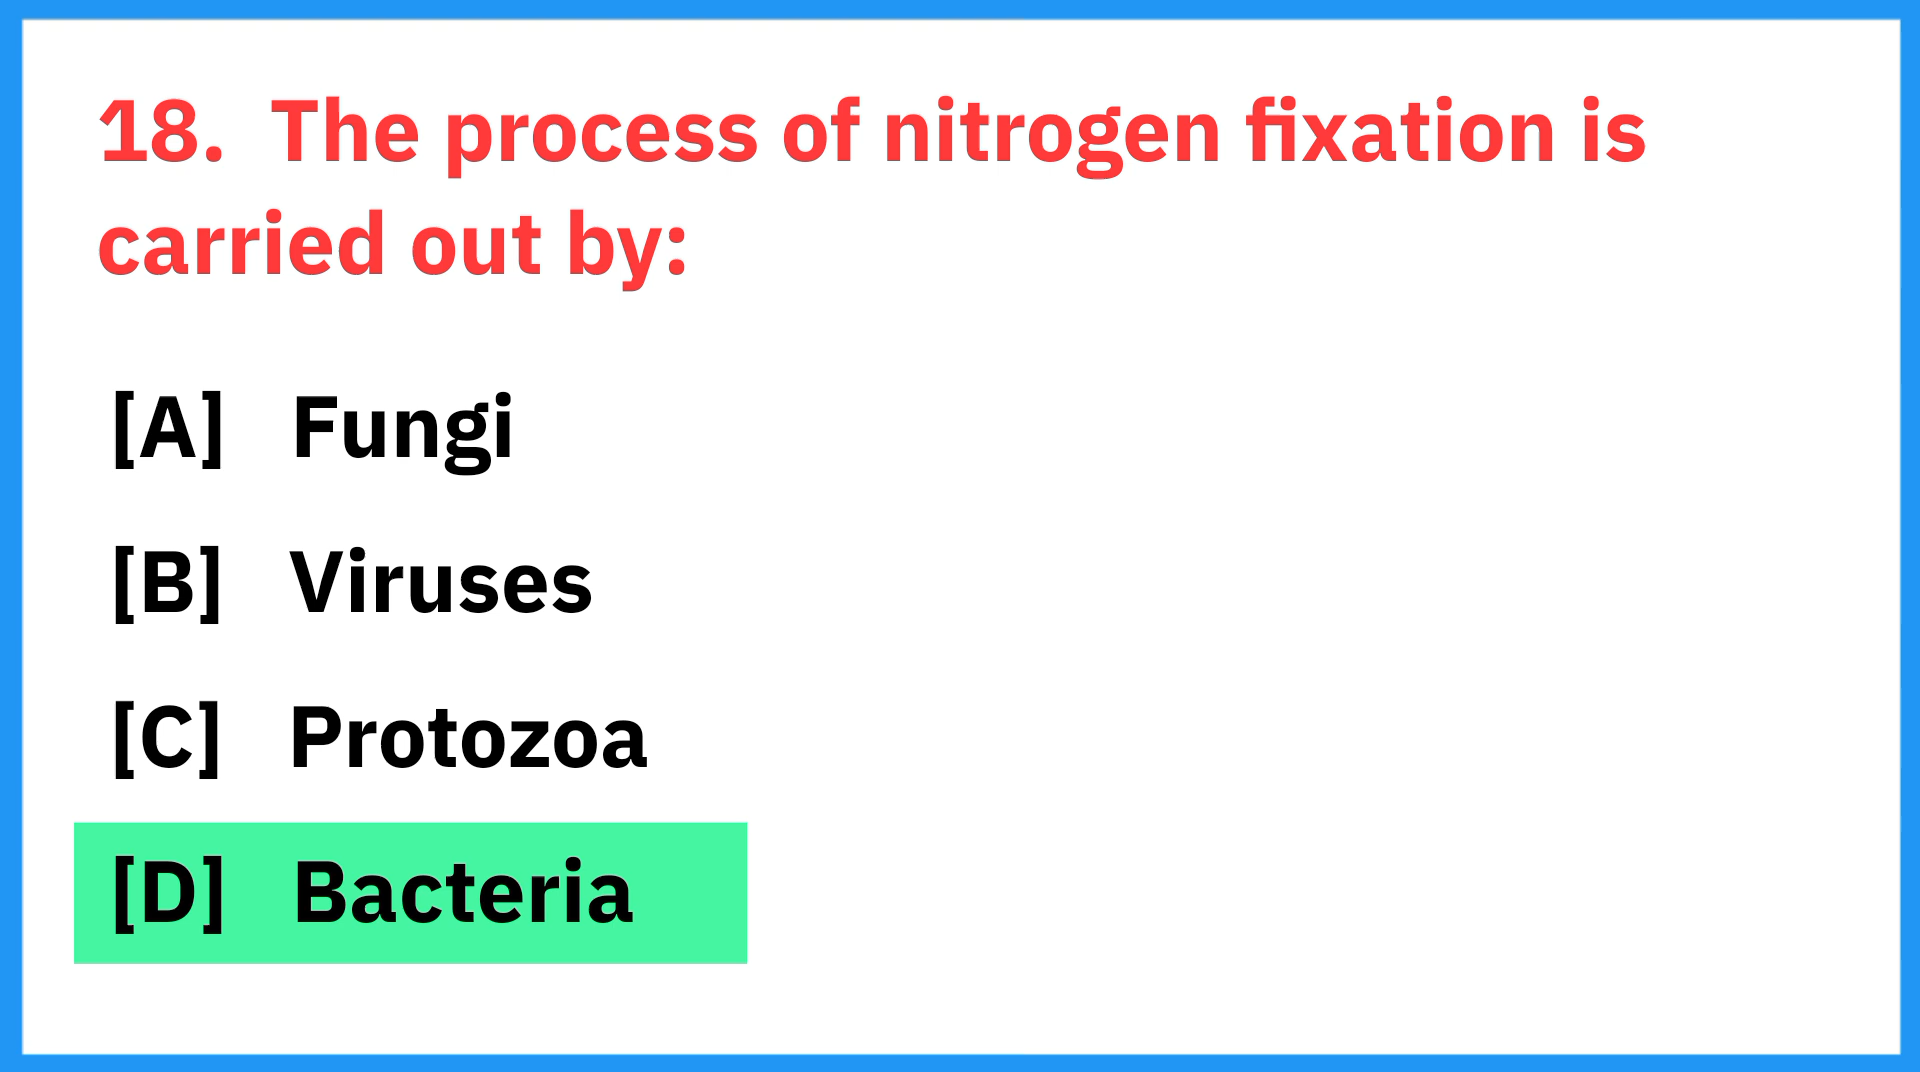 18. The process of nitrogen fixation is
carried out by:
[A] Fungi
[B] Viruses
[C] Protozoa
[D] Bacteria